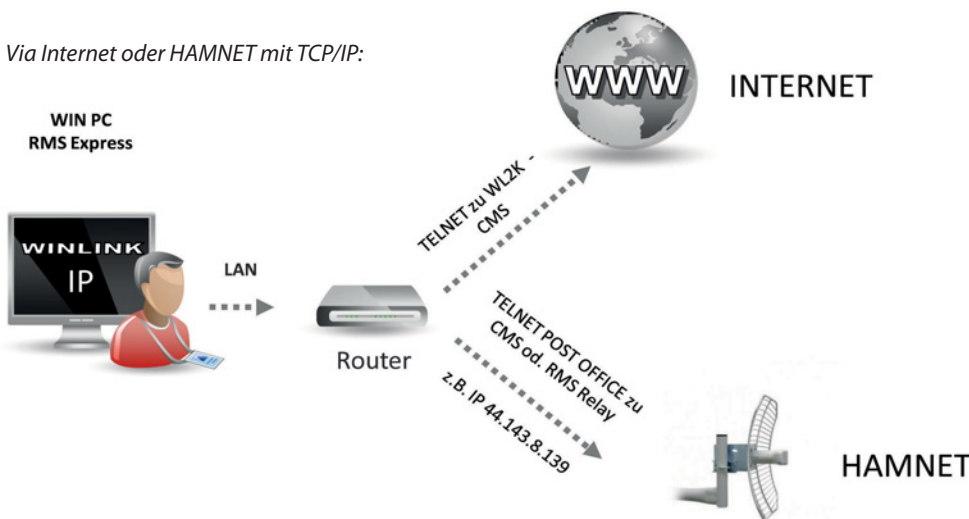 Via Internet oder HAMNET mit TCP/IP:
WIN PC
RMS Express
WINLINK
IP
LAN
Router
TELNET zu WL2K -
CMS
WWW
INTERNET
TELNET POST OFFICE zu
CMS od. RMS Relay
z.B. IP 44.143.8.139
HAMNET